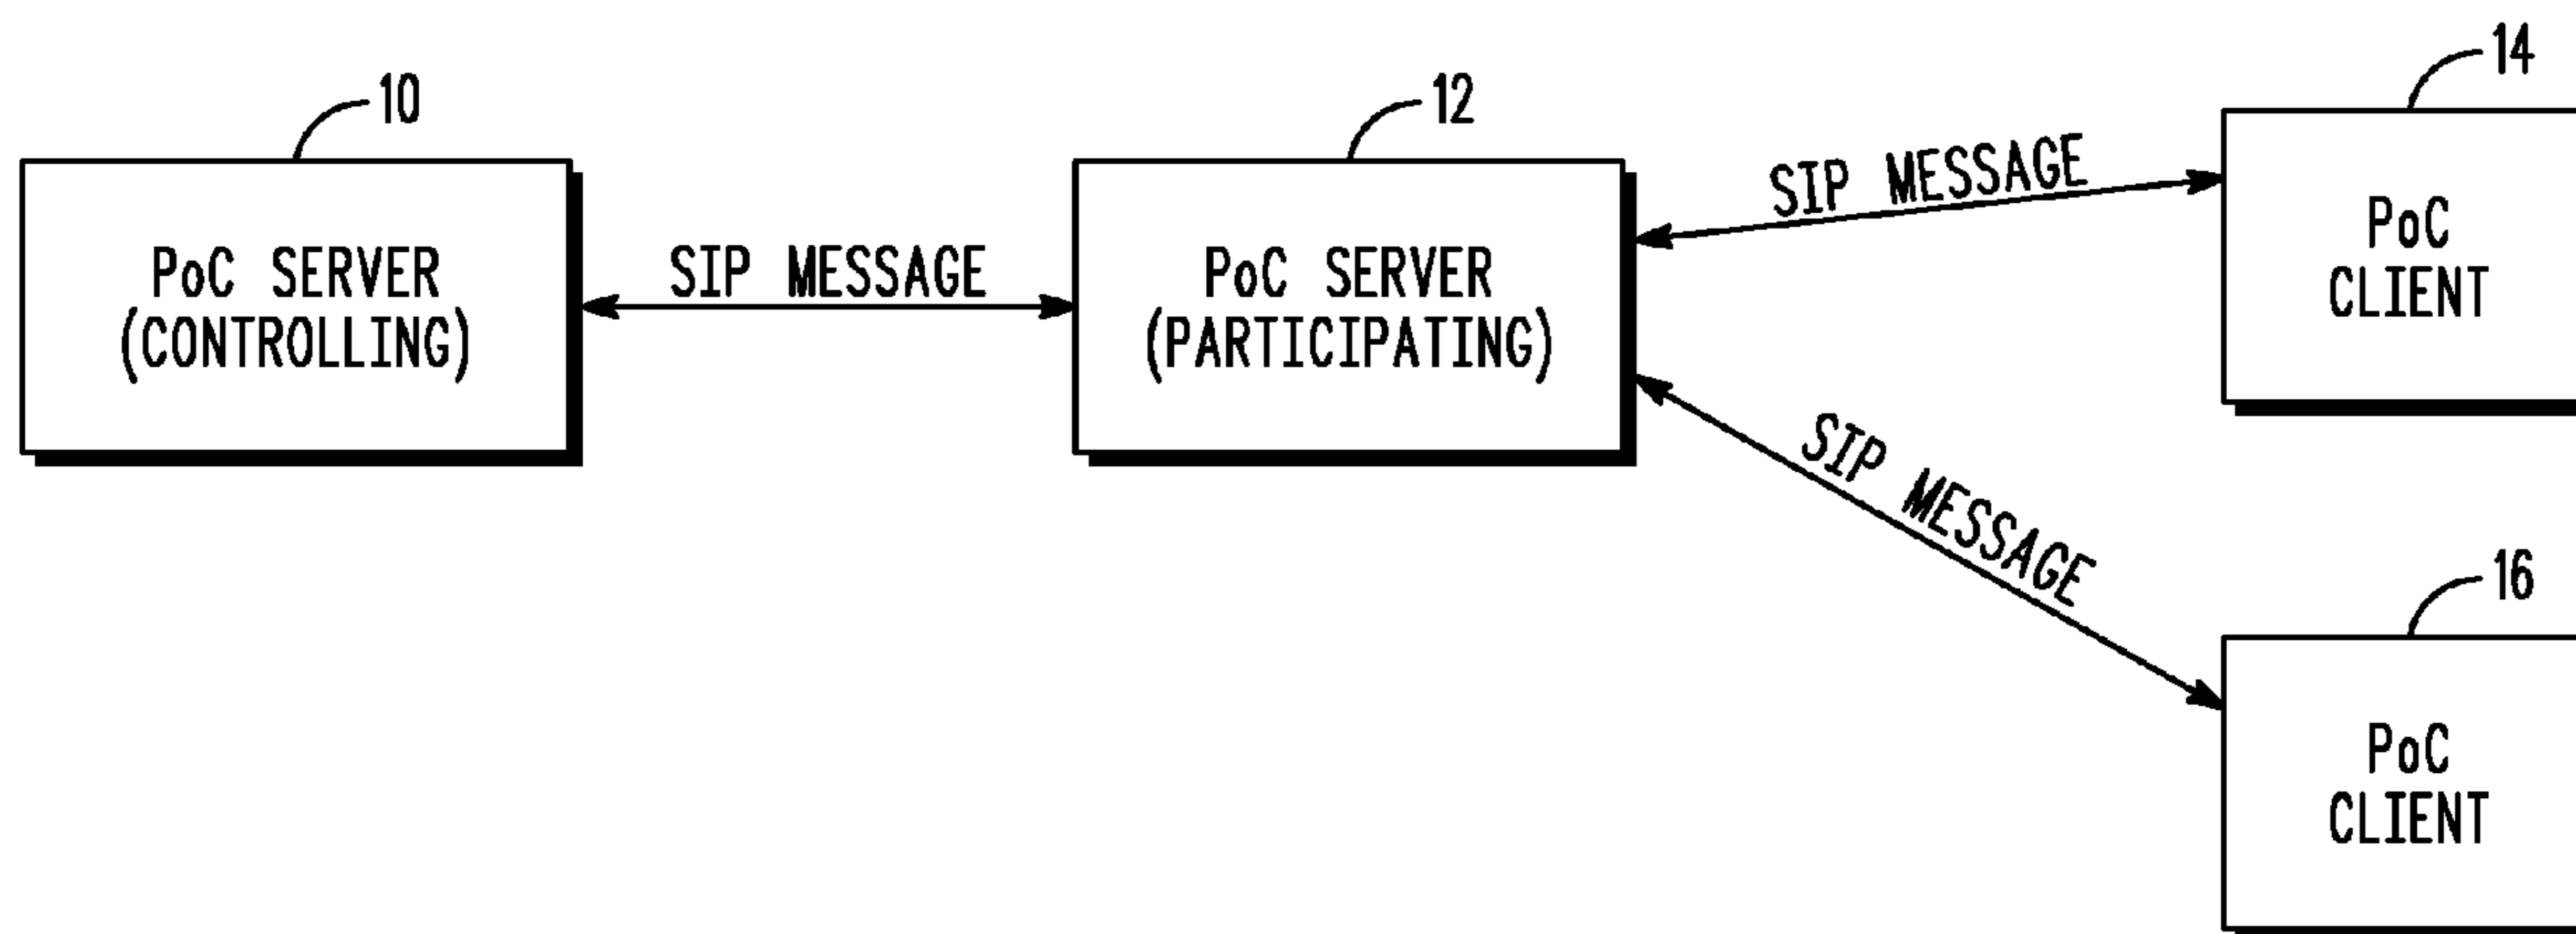 10
PoC SERVER
(CONTROLLING)
SIP MESSAGE
12
PoC SERVER
(PARTICIPATING)
SIP MESSAGE
14
PoC
CLIENT
SIP MESSAGE
16
PoC
CLIENT